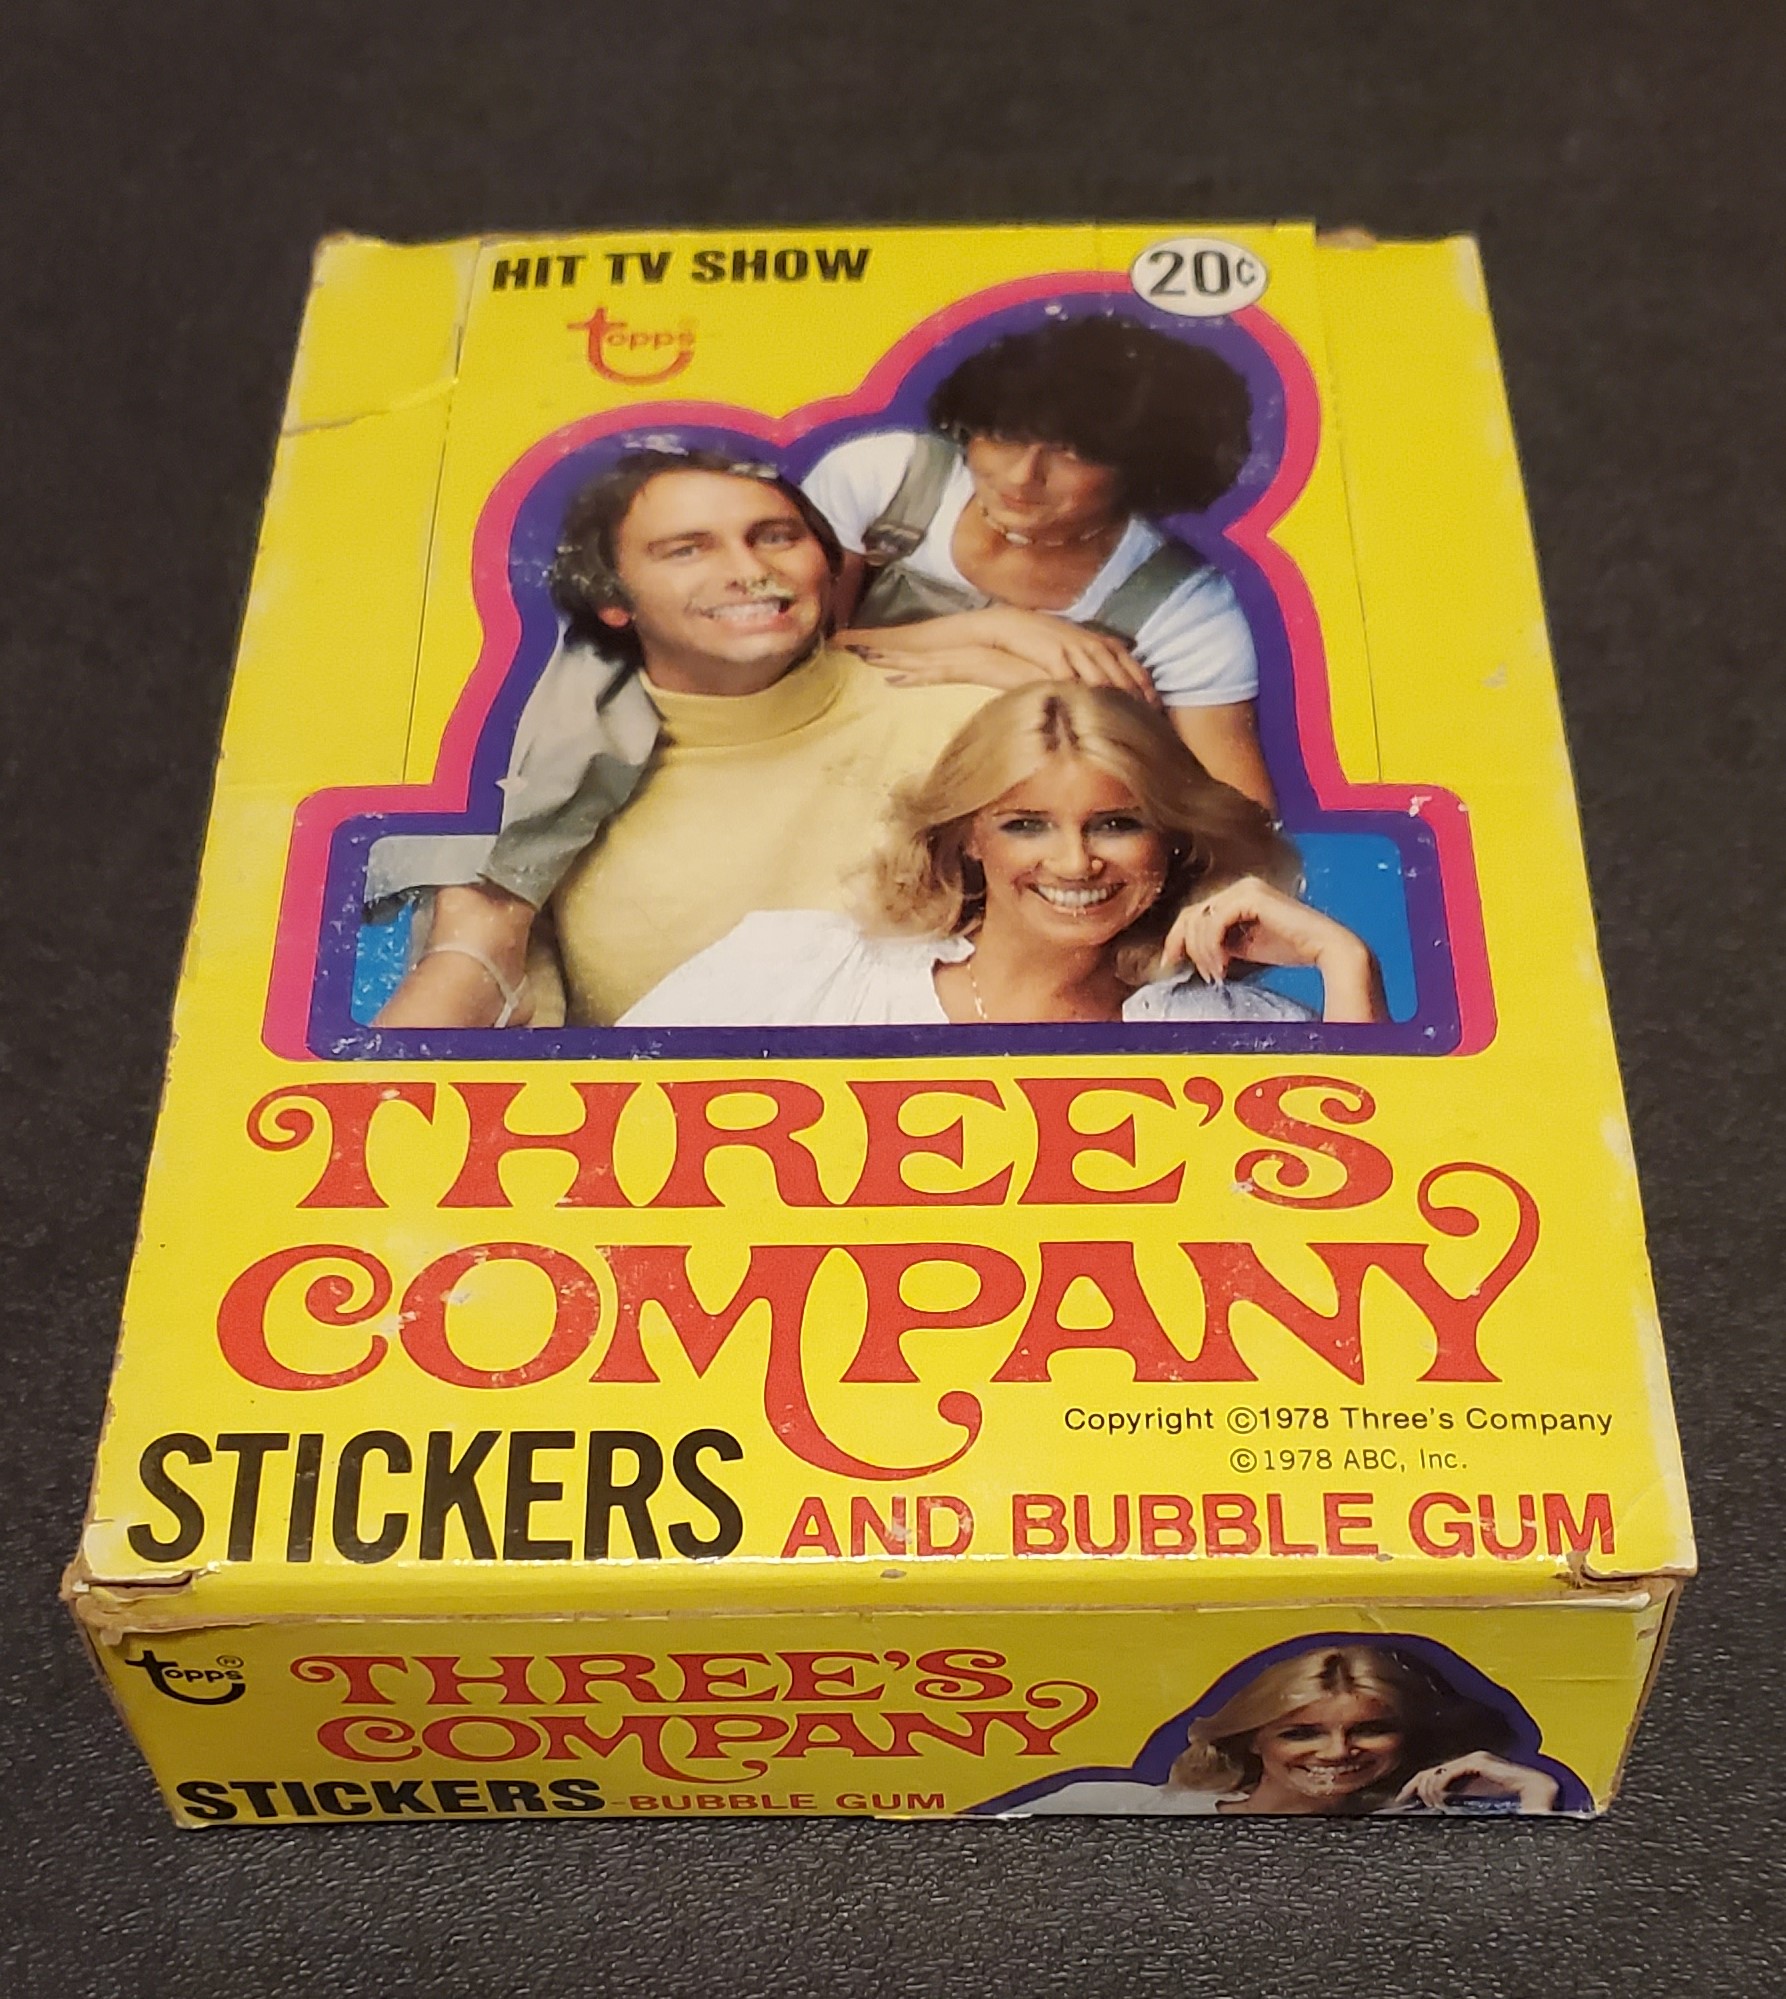 HIT TV SHOW
20¢
topps®
THREE'S
COMPANY
Copyright ©1978 Three's Company
©1978 ABC, Inc.
STICKERS
AND BUBBLE GUM
topps®
THREE'S
COMPANY
STICKERS-BUBBLE GUM